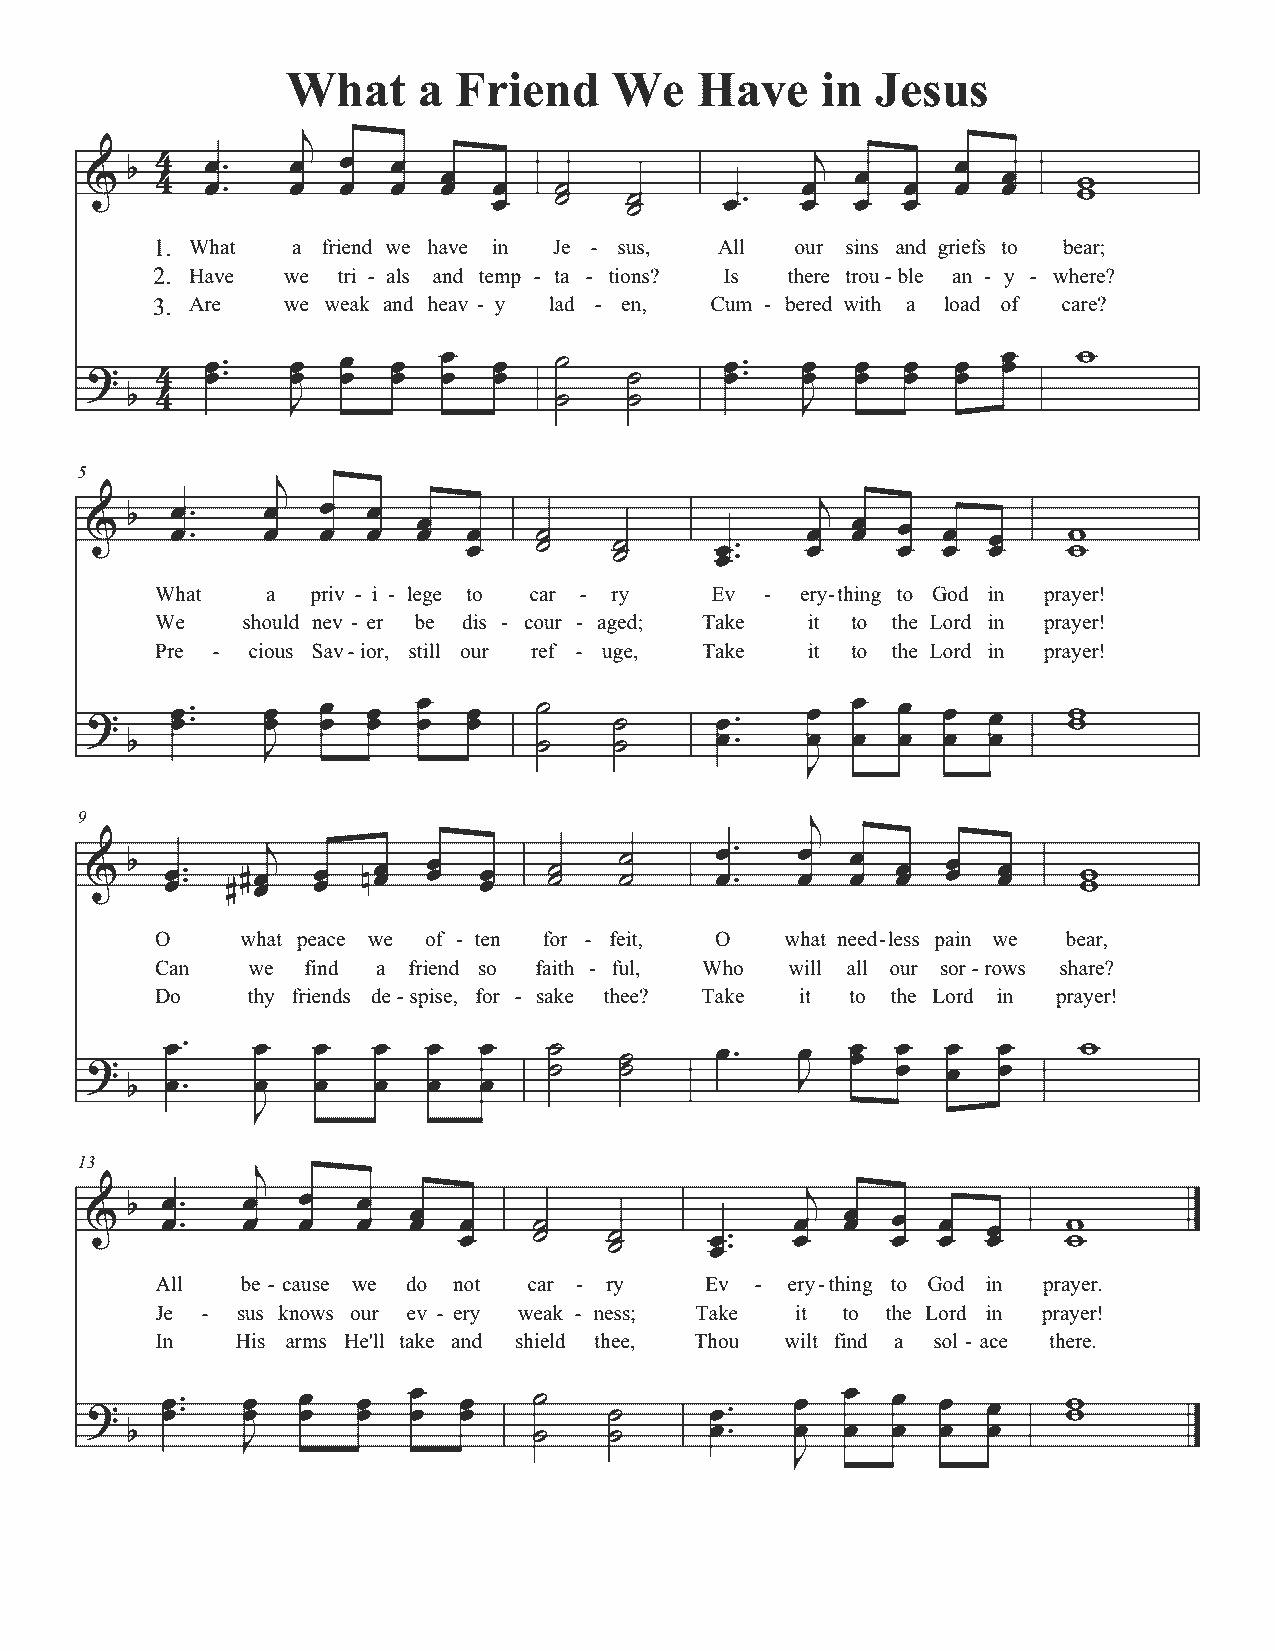 What a Friend We Have in Jesus
4 4
1. What a friend we have in Je - sus, All our sins and griefs to bear;
2. Have we tri - als and temp - ta - tions? Is there trou - ble an - y - where?
3. Are we weak and heav - y lad - en, Cum - bered with a load of care?
4 4
5
What a priv - i - lege to car - ry Ev - ery - thing to God in prayer!
We should nev - er be dis - cour - aged; Take it to the Lord in prayer!
Pre - cious Sav - ior, still our ref - uge, Take it to the Lord in prayer!
9
O what peace we of - ten for - feit, O what need - less pain we bear,
Can we find a friend so faith - ful, Who will all our sor - rows share?
Do thy friends de - spise, for - sake thee? Take it to the Lord in prayer!
13
All be - cause we do not car - ry Ev - ery - thing to God in prayer.
Je - sus knows our ev - ery weak - ness; Take it to the Lord in prayer!
In His arms He'll take and shield thee, Thou wilt find a sol - ace there.